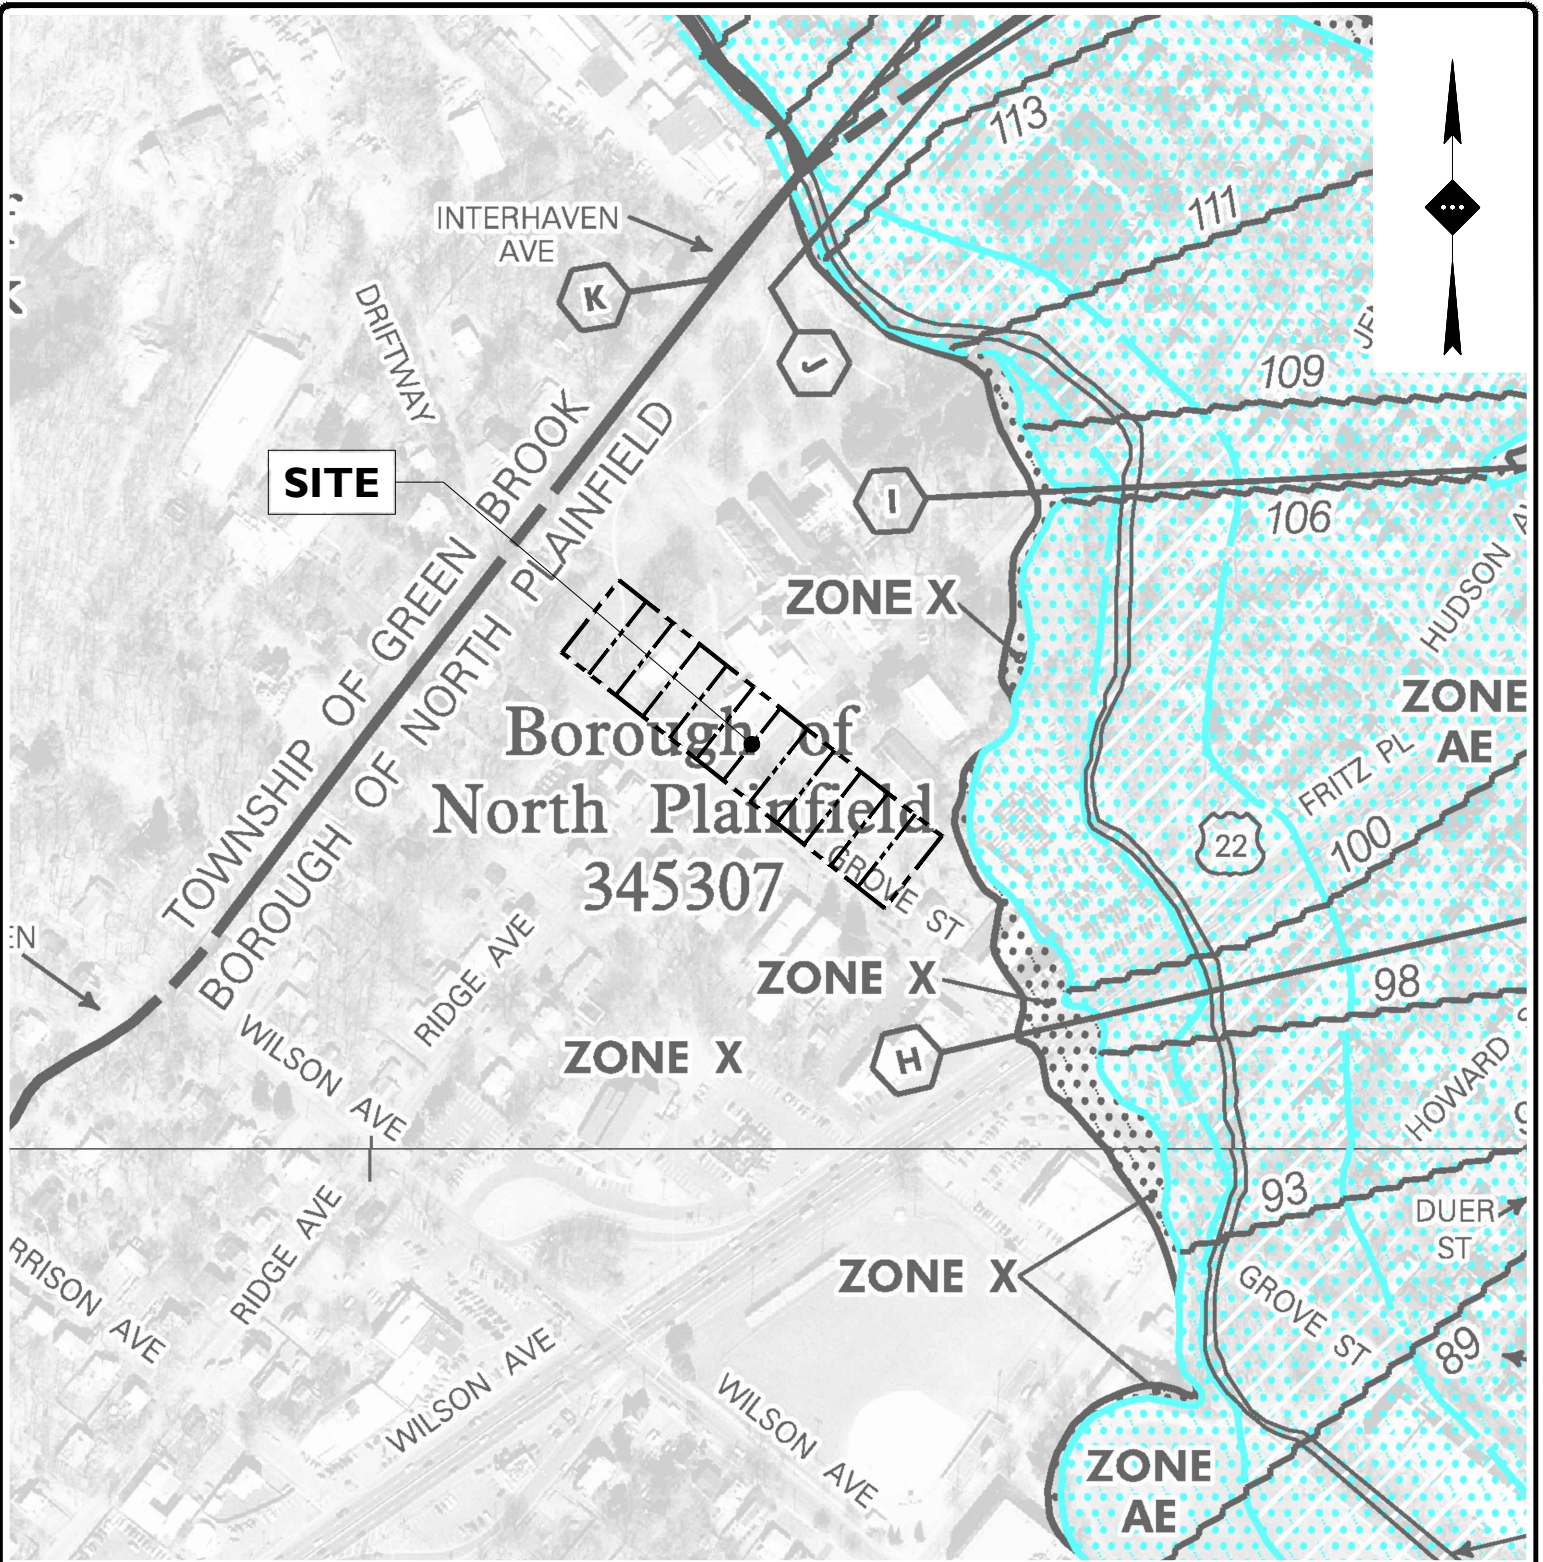 113
111
INTERHAVEN
AVE
K
DRIFTWAY
J
109
SITE
I
106
TOWNSHIP OF GREEN BROOK
BOROUGH OF NORTH PLAINFIELD
ZONE X
HUDSON
ZONE
AE
Borough of
North Plainfield
345307
FRITZ PL
22
100
GROVE ST
RIDGE AVE
ZONE X
98
WILSON AVE
ZONE X
H
HOWARD
93
DUER
ST
RIDGE AVE
ZONE X
GROVE ST
89
AVE
WILSON AVE
WILSON AVE
ZONE
AE